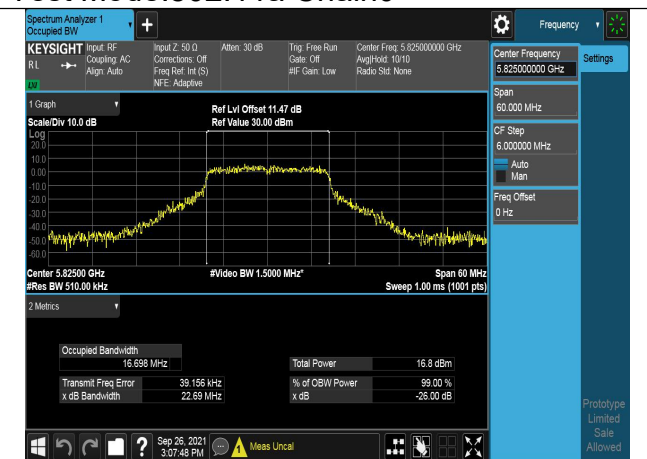 Spectrum Analyzer 1
Occupied BW
Frequency
KEYSIGHT
RL
LXI
Input: RF
Coupling: AC
Align: Auto
Input Z: 50 Ω
Corrections: Off
Freq Ref: Int (S)
NFE: Adaptive
Atten: 30 dB
Trig: Free Run
Gate: Off
#IF Gain: Low
Center Freq: 5.825000000 GHz
Avg|Hold: 10/10
Radio Std: None
Center Frequency
5.825000000 GHz
Settings
Span
60.000 MHz
CF Step
6.000000 MHz
Auto
Man
Freq Offset
0 Hz
1 Graph
Scale/Div 10.0 dB
Ref Lvl Offset 11.47 dB
Ref Value 30.00 dBm
Log
20.0
10.0
0.00
-10.0
-20.0
-30.0
-40.0
-50.0
-60.0
Center 5.82500 GHz
#Video BW 1.5000 MHz*
Span 60 MHz
#Res BW 510.00 kHz
Sweep 1.00 ms (1001 pts)
2 Metrics
Occupied Bandwidth
16.698 MHz
Total Power 16.8 dBm
Transmit Freq Error 39.156 kHz
% of OBW Power 99.00 %
x dB Bandwidth 22.69 MHz
x dB -26.00 dB
Prototype
Limited
Sale
Allowed
?
Sep 26, 2021
3:07:48 PM
Meas Uncal